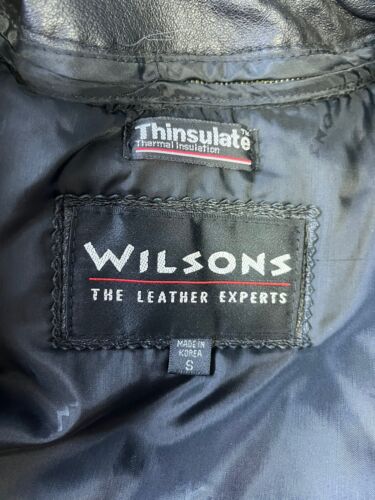 Thinsulate™
Thermal Insulation
WILSONS
THE LEATHER EXPERTS
MADE IN
KOREA
S